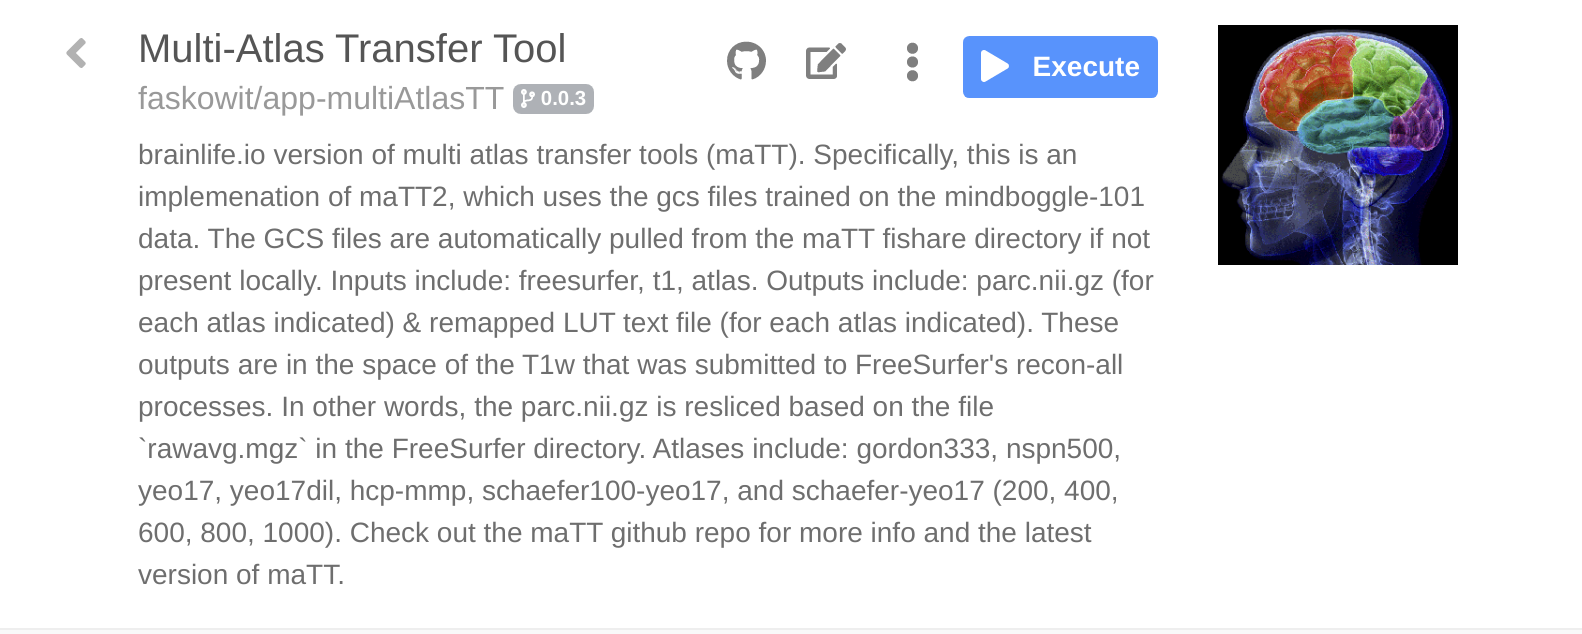 Multi-Atlas Transfer Tool
Execute
faskowit/app-multiAtlasTT 0.0.3
brainlife.io version of multi atlas transfer tools (maTT). Specifically, this is an
implemenation of maTT2, which uses the gcs files trained on the mindboggle-101
data. The GCS files are automatically pulled from the maTT fishare directory if not
present locally. Inputs include: freesurfer, t1, atlas. Outputs include: parc.nii.gz (for
each atlas indicated) & remapped LUT text file (for each atlas indicated). These
outputs are in the space of the T1w that was submitted to FreeSurfer's recon-all
processes. In other words, the parc.nii.gz is resliced based on the file
`rawavg.mgz` in the FreeSurfer directory. Atlases include: gordon333, nspn500,
yeo17, yeo17dil, hcp-mmp, schaefer100-yeo17, and schaefer-yeo17 (200, 400,
600, 800, 1000). Check out the maTT github repo for more info and the latest
version of maTT.